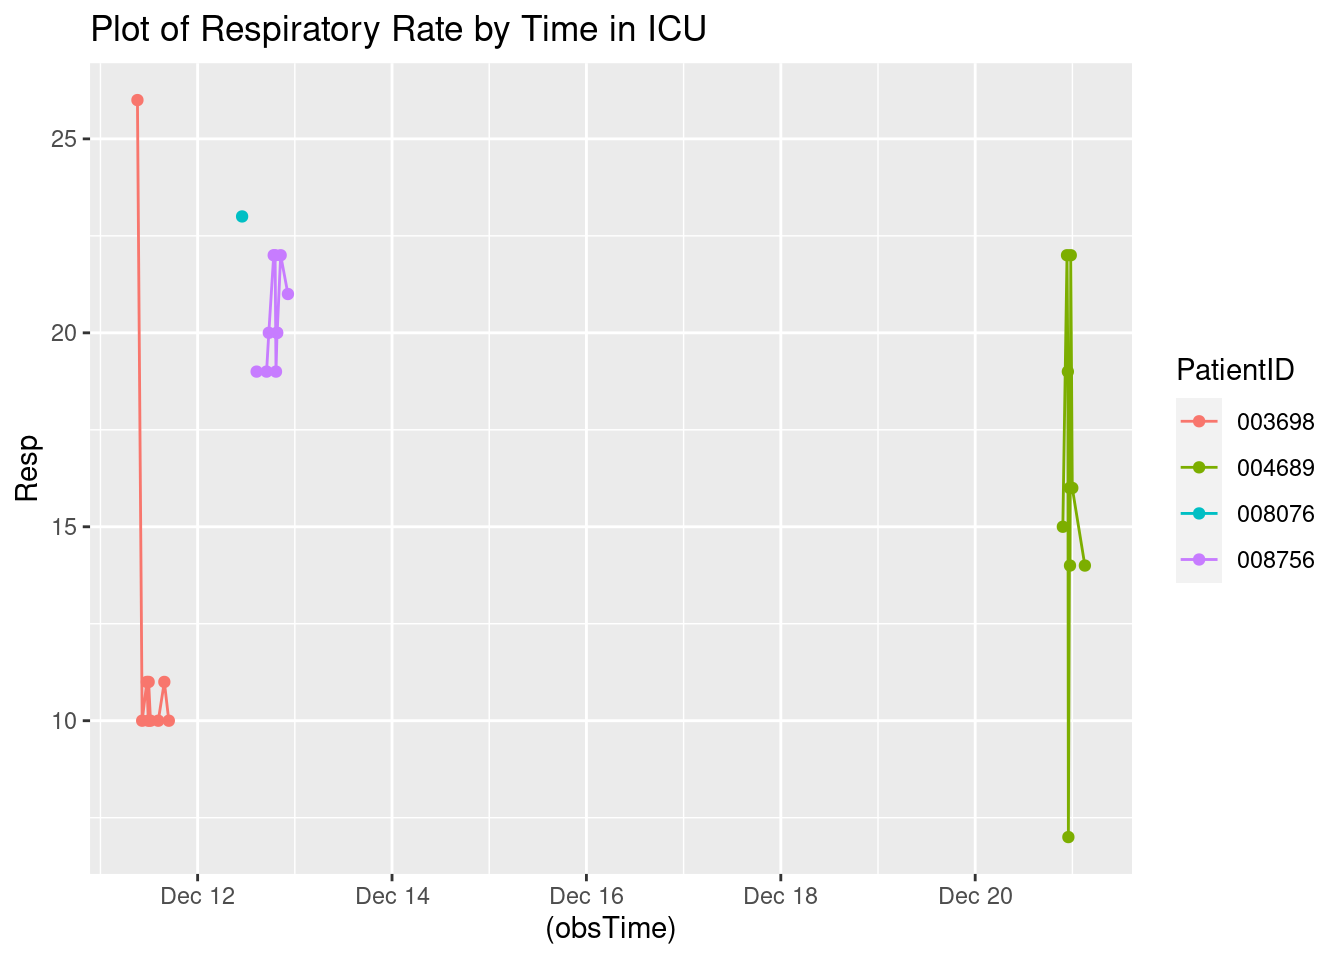 Plot of Respiratory Rate by Time in ICU
25
20
15
10
Resp
Dec 12
Dec 14
Dec 16
Dec 18
Dec 20
(obsTime)
PatientID
003698
004689
008076
008756